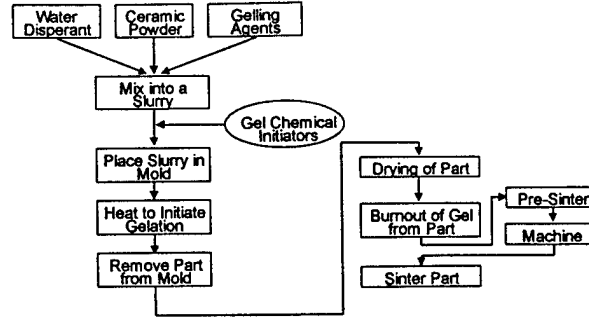 Water
Disperant
Ceramic
Powder
Gelling
Agents
Mix into a
Slurry
Gel Chemical
Initiators
Place Slurry in
Mold
Heat to Initiate
Gelation
Remove Part
from Mold
Drying of Part
Burnout of Gel
from Part
Pre-Sinter
Machine
Sinter Part